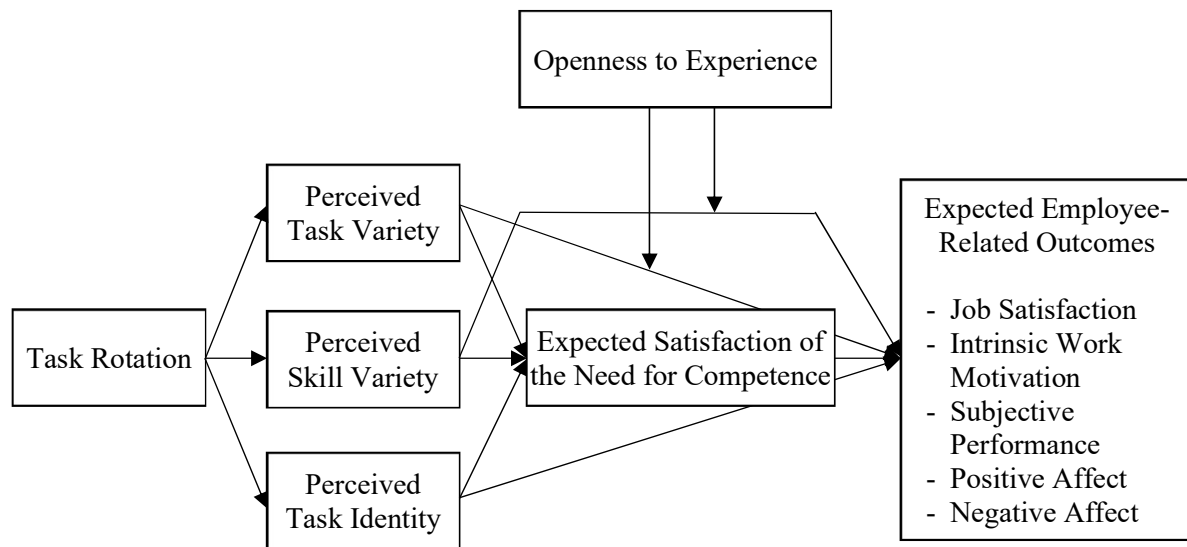 Openness to Experience
Perceived
Task Variety
Expected Employee-
Related Outcomes
- Job Satisfaction
- Intrinsic Work
Motivation
- Subjective
Performance
- Positive Affect
- Negative Affect
Task Rotation
Perceived
Skill Variety
Expected Satisfaction of
the Need for Competence
Perceived
Task Identity